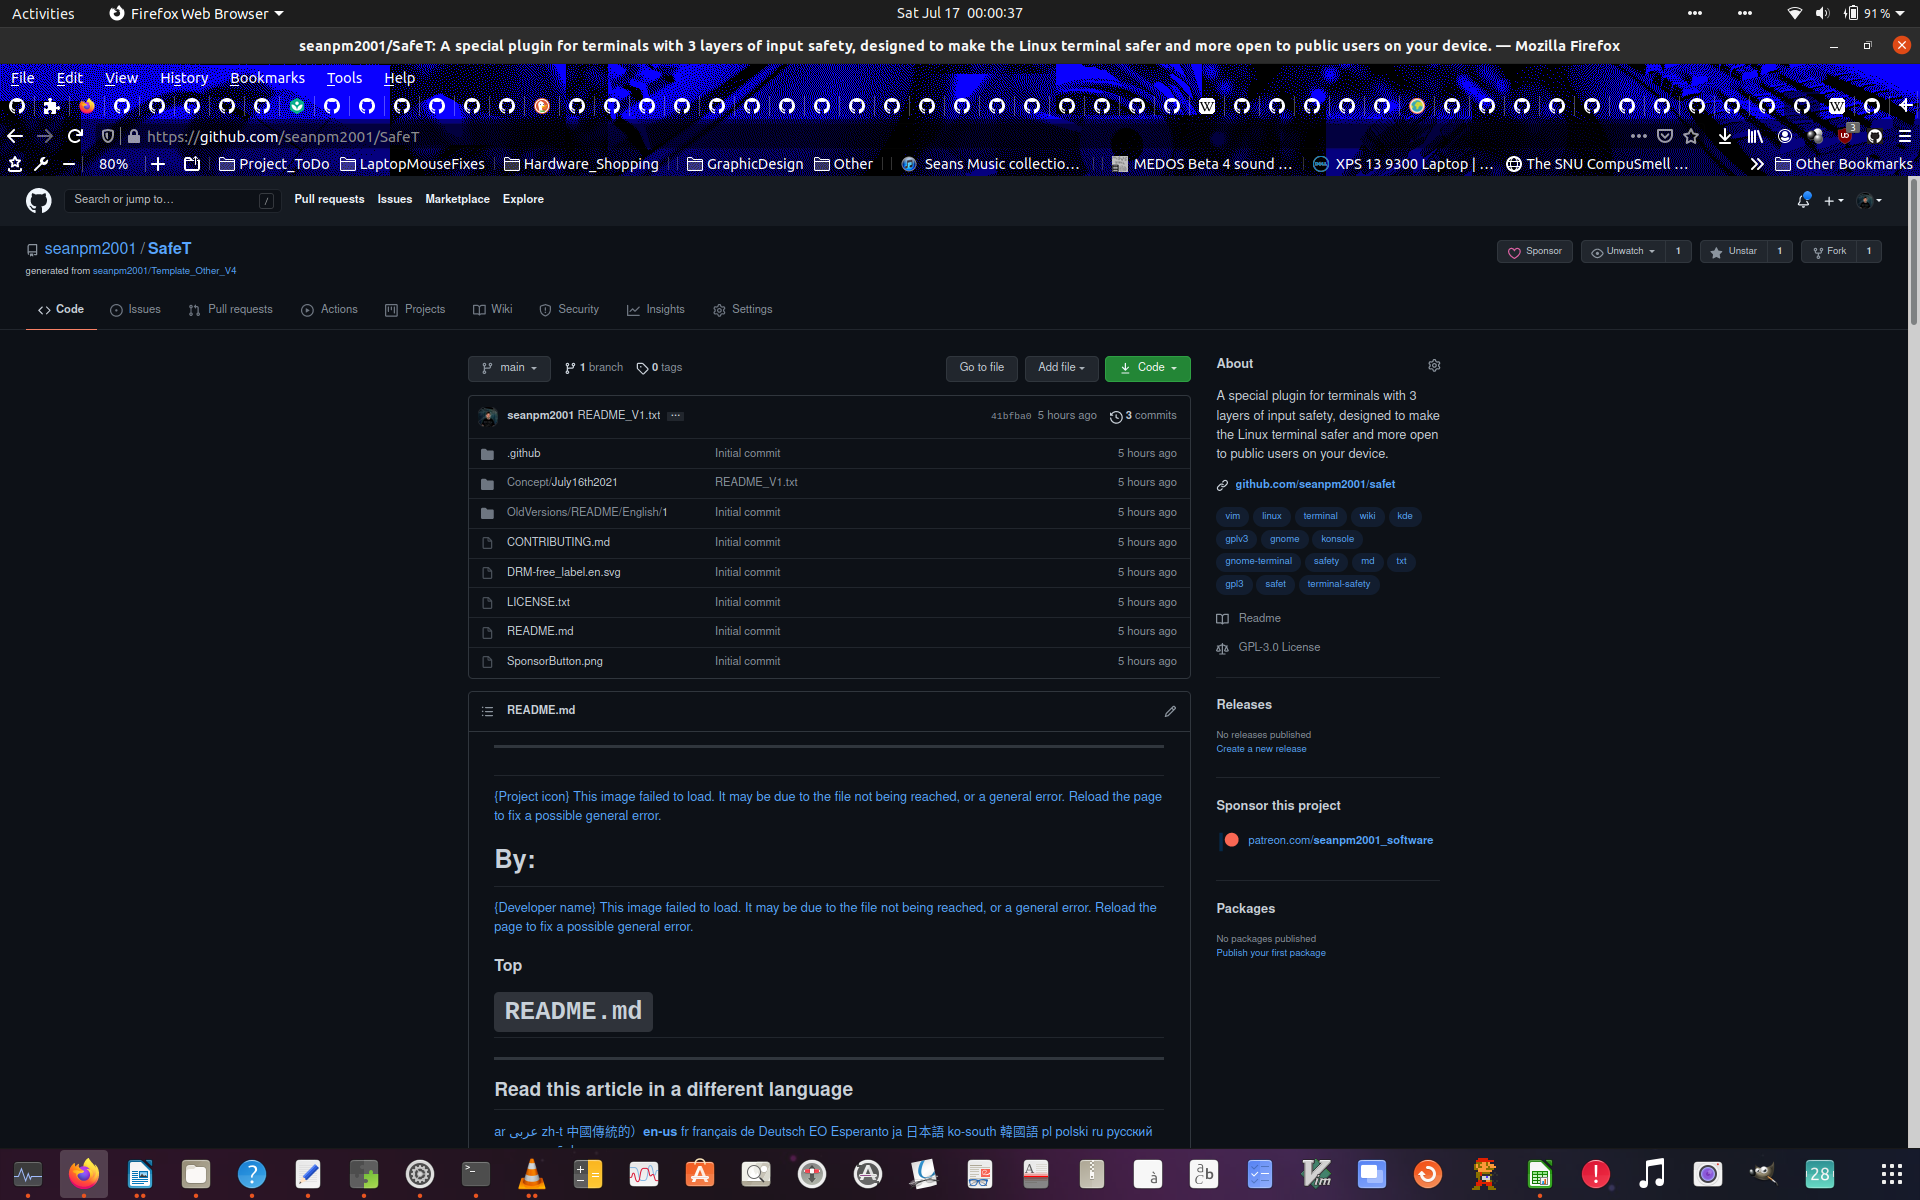 Activities Firefox Web Browser Sat Jul 17 00:00:37 91 %
seanpm2001/SafeT: A special plugin for terminals with 3 layers of input safety, designed to make the Linux terminal safer and more open to public users on your device. — Mozilla Firefox
File Edit View History Bookmarks Tools Help
https://github.com/seanpm2001/SafeT 3
80% Project_ToDo LaptopMouseFixes Hardware_Shopping GraphicDesign Other Seans Music collectio… MEDOS Beta 4 sound … XPS 13 9300 Laptop | … The SNU CompuSmell … Other Bookmarks
Search or jump to… / Pull requests Issues Marketplace Explore
seanpm2001 / SafeT Sponsor Unwatch 1 Unstar 1 Fork 1
generated from seanpm2001/Template_Other_V4
Code Issues Pull requests Actions Projects Wiki Security Insights Settings
main 1 branch 0 tags Go to file Add file Code
seanpm2001 README_V1.txt ··· 41bfba0 5 hours ago 3 commits
.github Initial commit 5 hours ago
Concept/July16th2021 README_V1.txt 5 hours ago
OldVersions/README/English/1 Initial commit 5 hours ago
CONTRIBUTING.md Initial commit 5 hours ago
DRM-free_label.en.svg Initial commit 5 hours ago
LICENSE.txt Initial commit 5 hours ago
README.md Initial commit 5 hours ago
SponsorButton.png Initial commit 5 hours ago
README.md
{Project icon} This image failed to load. It may be due to the file not being reached, or a general error. Reload the page
to fix a possible general error.
By:
{Developer name} This image failed to load. It may be due to the file not being reached, or a general error. Reload the
page to fix a possible general error.
Top
README.md
Read this article in a different language
ar عربى zh-t 中國傳統的）en-us fr français de Deutsch EO Esperanto ja 日本語 ko-south 韓國語 pl polski ru русский
About
A special plugin for terminals with 3
layers of input safety, designed to make
the Linux terminal safer and more open
to public users on your device.
github.com/seanpm2001/safet
vim linux terminal wiki kde
gplv3 gnome konsole
gnome-terminal safety md txt
gpl3 safet terminal-safety
Readme
GPL-3.0 License
Releases
No releases published
Create a new release
Sponsor this project
patreon.com/seanpm2001_software
Packages
No packages published
Publish your first package
28